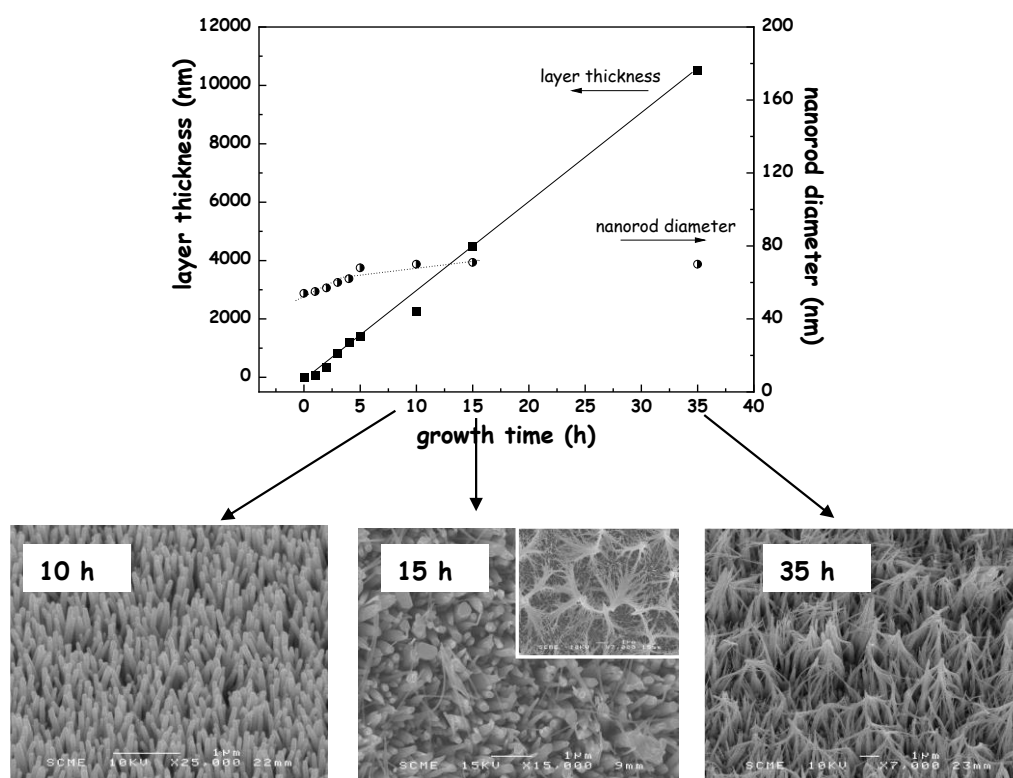 12000
10000
8000
6000
4000
2000
0
layer thickness (nm)
200
160
120
80
40
0
nanorod diameter (nm)
layer thickness
nanorod diameter
0 5 10 15 20 25 30 35 40
growth time (h)
10 h
15 h
35 h
1µm
SCME 10KV X25,000 22mm
1µm
SCME 15KV X15,000 9mm
1µm
SCME 10KV X7,000 23mm